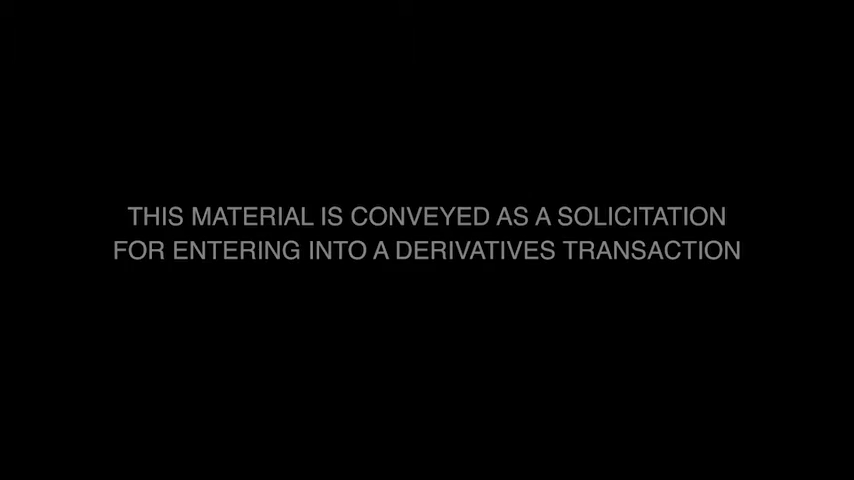 THIS MATERIAL IS CONVEYED AS A SOLICITATION
FOR ENTERING INTO A DERIVATIVES TRANSACTION